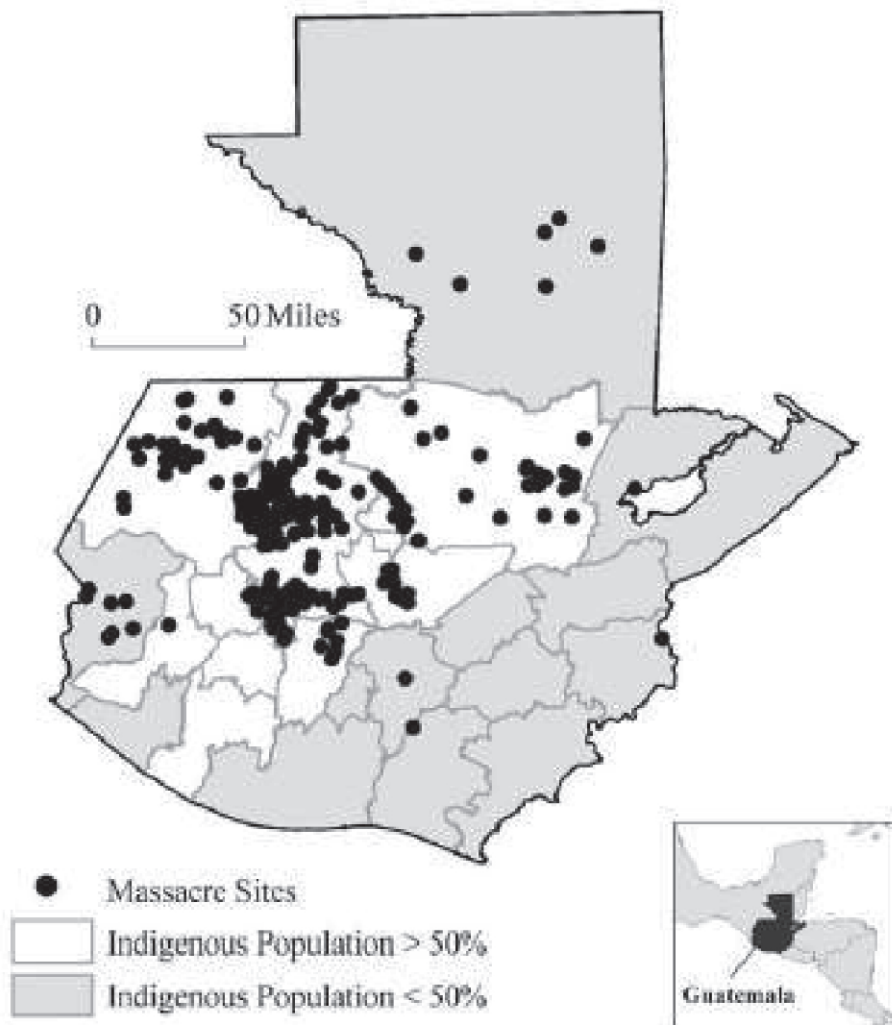 0 50 Miles
Massacre Sites
Indigenous Population > 50%
Indigenous Population < 50%
Guatemala